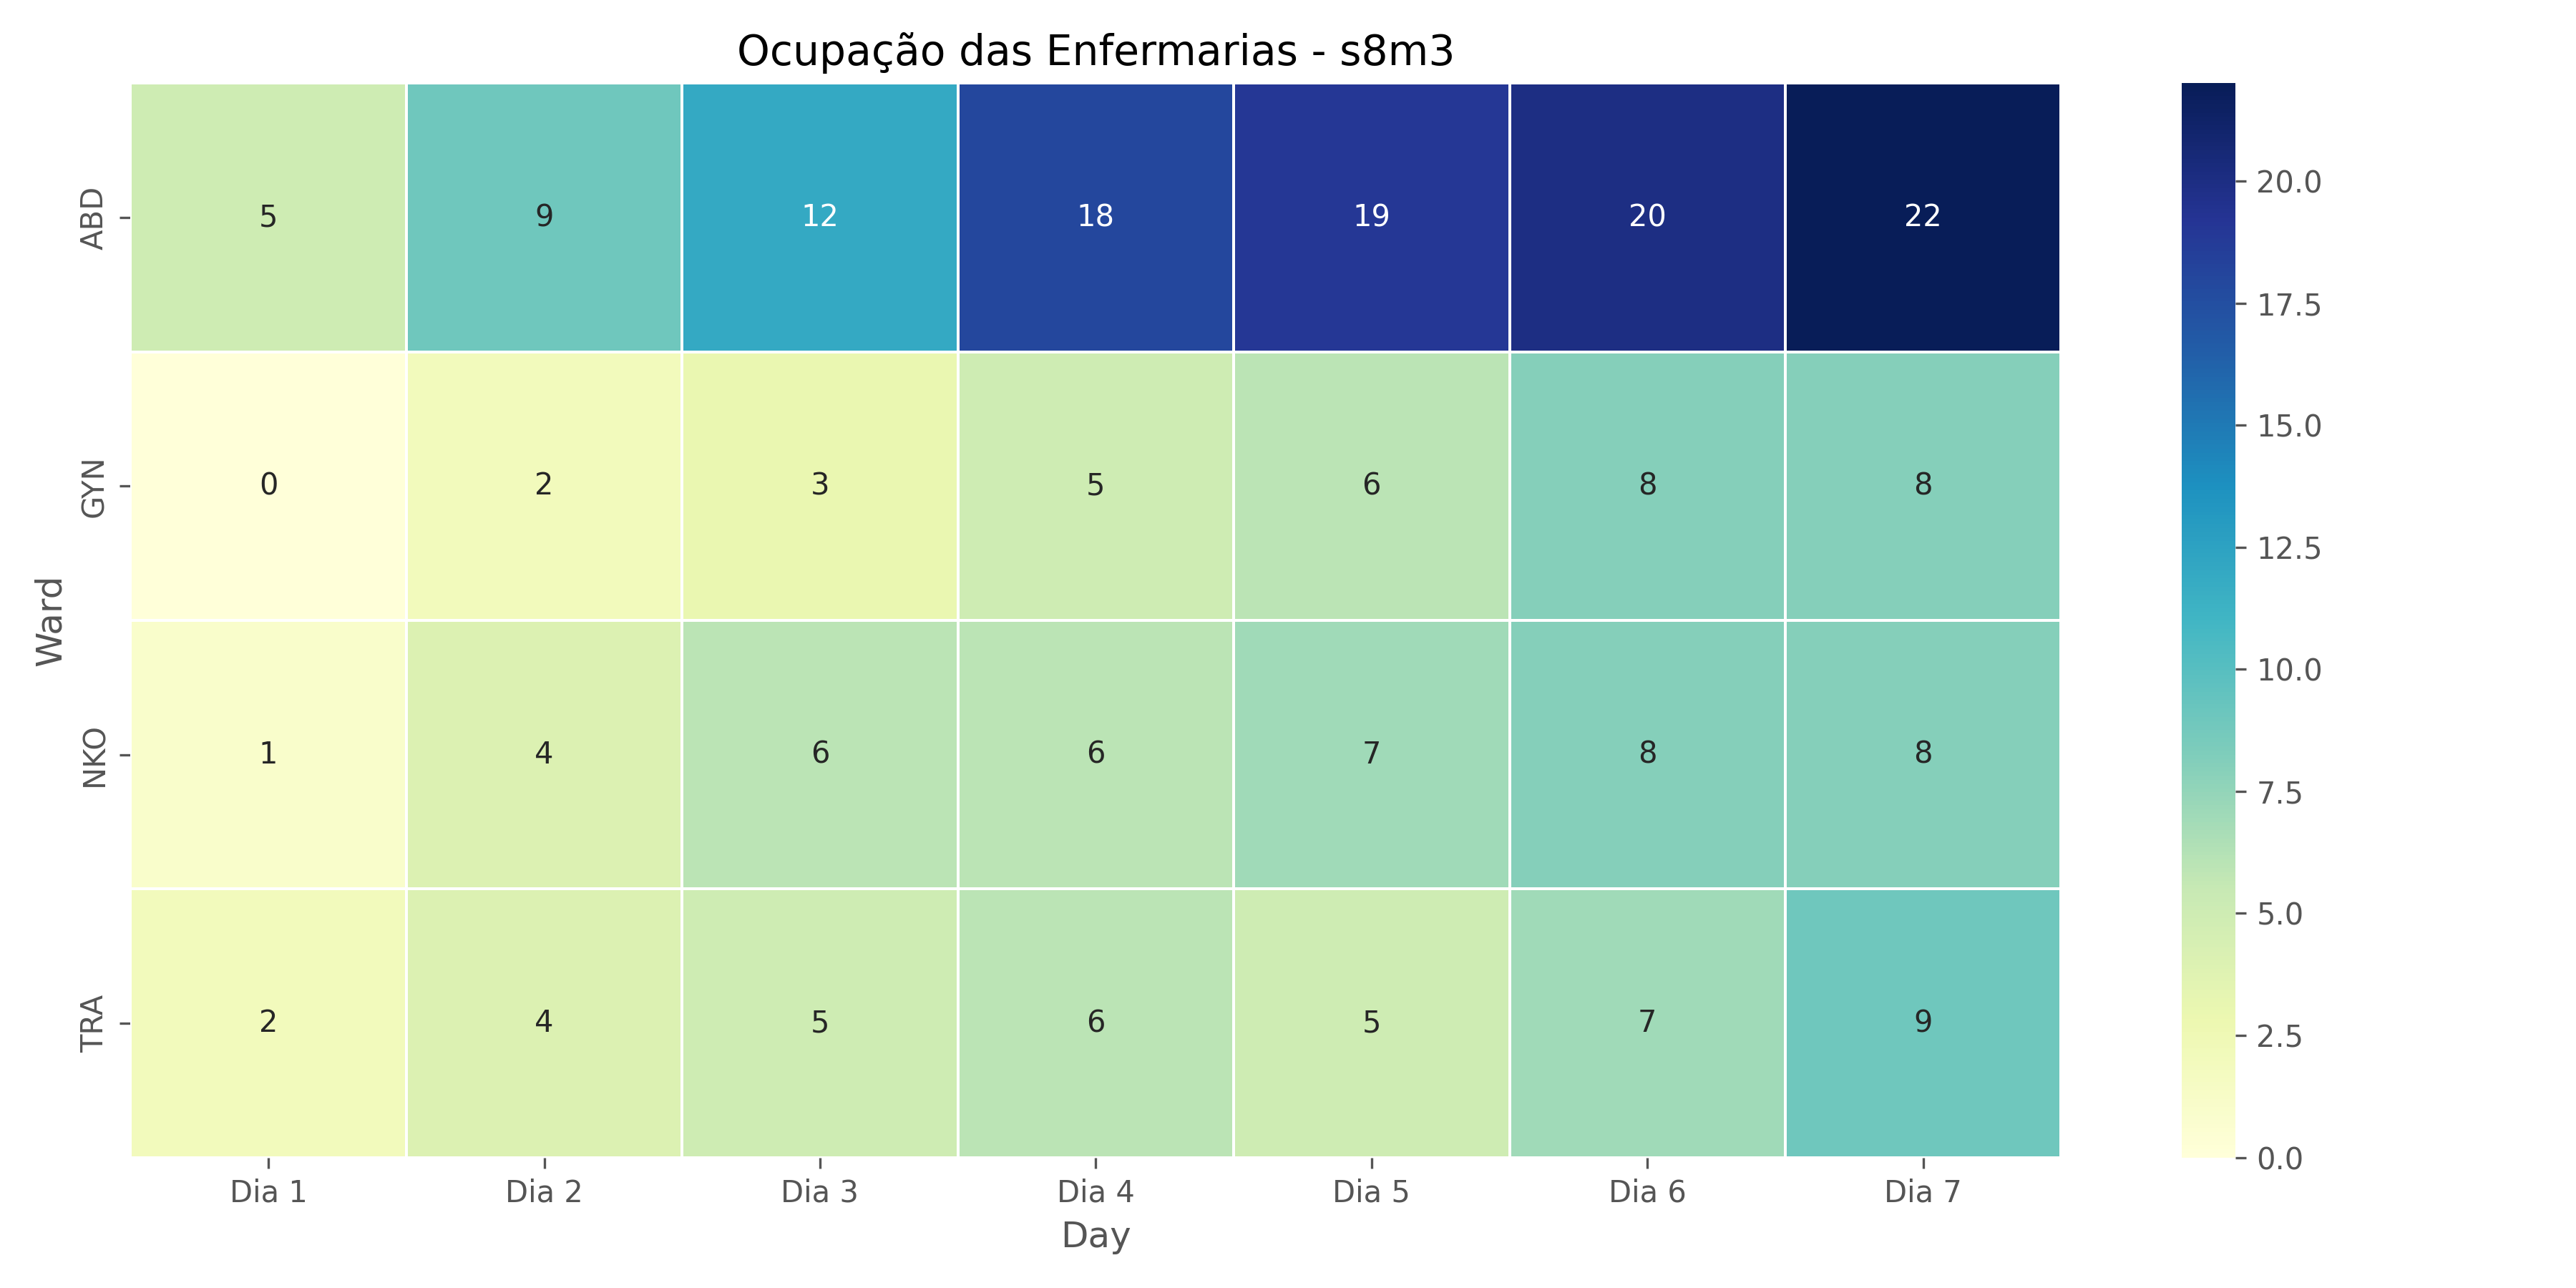 Ocupação das Enfermarias - s8m3
Ward
ABD 5 9 12 18 19 20 22
GYN 0 2 3 5 6 8 8
NKO 1 4 6 6 7 8 8
TRA 2 4 5 6 5 7 9
Dia 1 Dia 2 Dia 3 Dia 4 Dia 5 Dia 6 Dia 7
Day
20.0
17.5
15.0
12.5
10.0
7.5
5.0
2.5
0.0